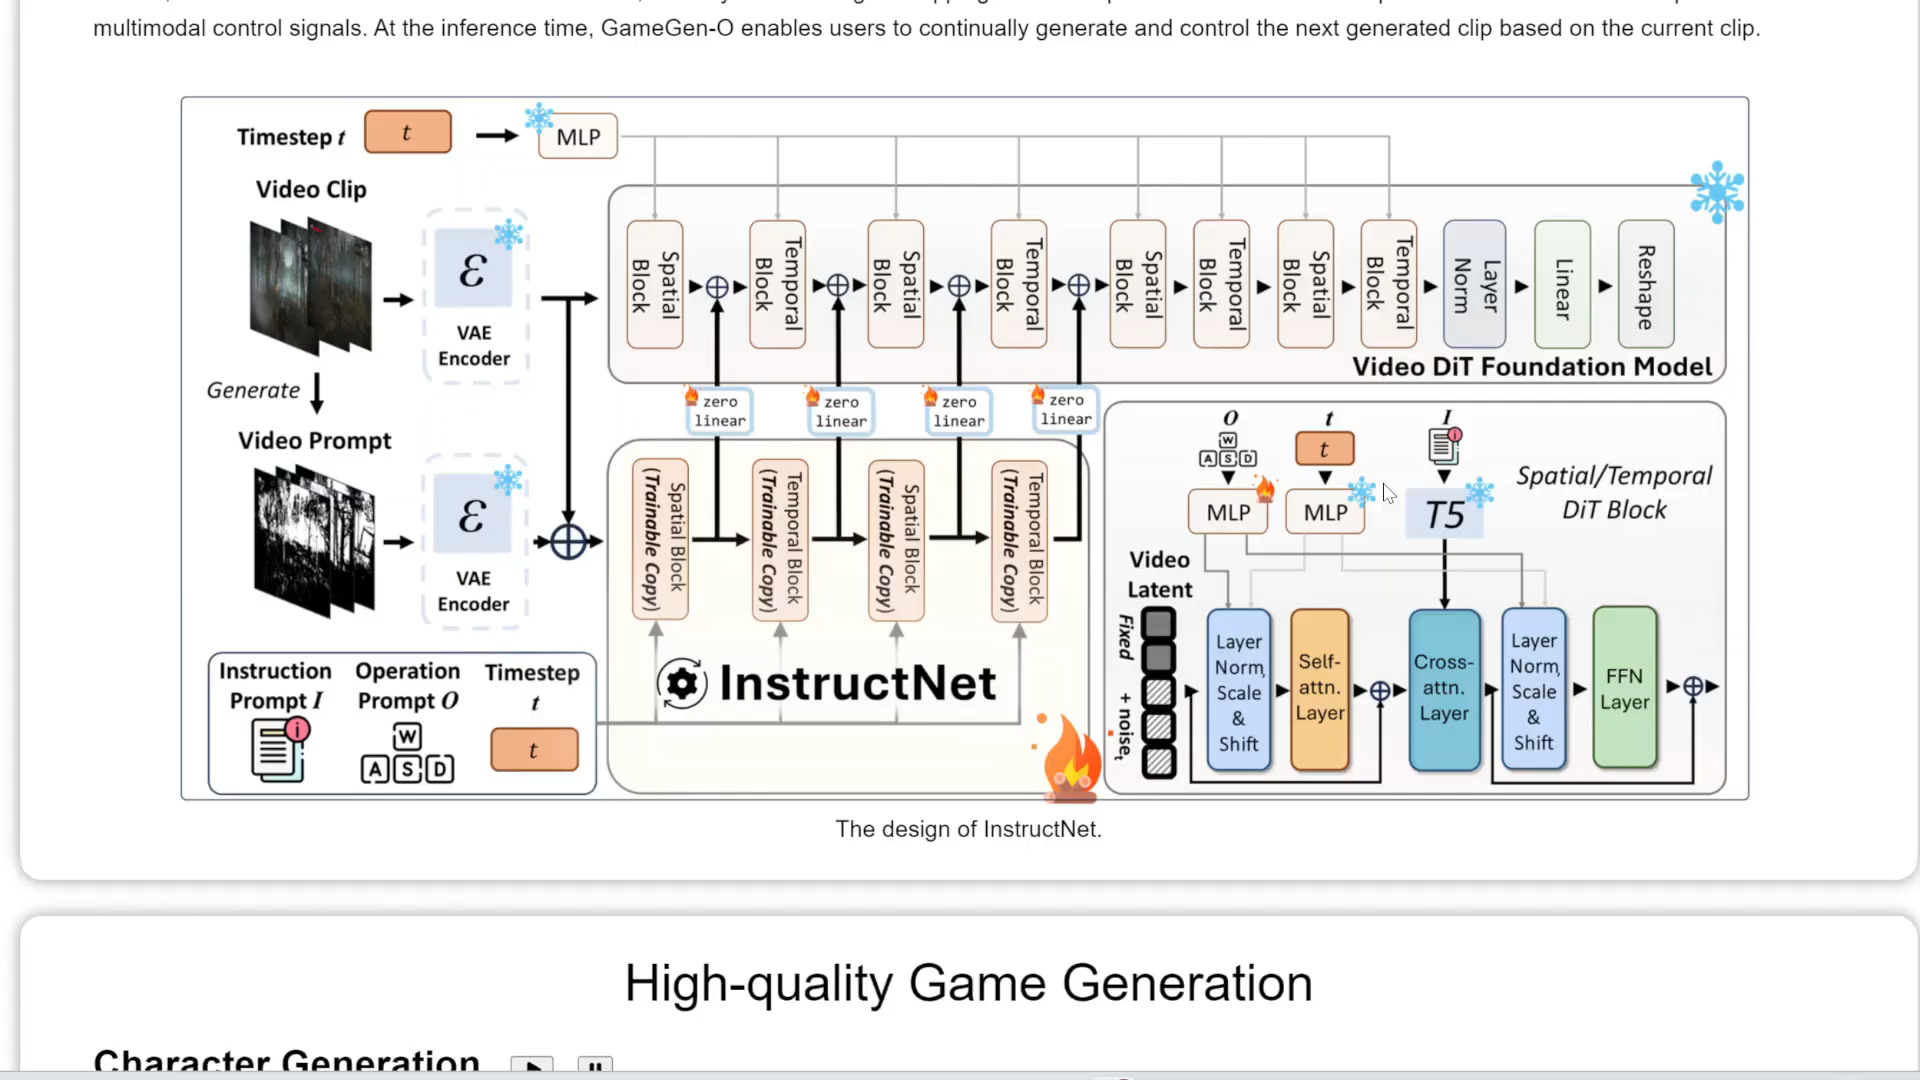 multimodal control signals. At the inference time, GameGen-O enables users to continually generate and control the next generated clip based on the current clip.
Timestep t
t
MLP
Video Clip
ε
VAE
Encoder
Generate
Video Prompt
ε
VAE
Encoder
Spatial
Block
Temporal
Block
Spatial
Block
Temporal
Block
Spatial
Block
Temporal
Block
Spatial
Block
Temporal
Block
Layer
Norm
Linear
Reshape
Video DiT Foundation Model
zero
linear
zero
linear
zero
linear
zero
linear
Spatial Block
(Trainable Copy)
Temporal Block
(Trainable Copy)
Spatial Block
(Trainable Copy)
Temporal Block
(Trainable Copy)
InstructNet
Instruction
Prompt I
Operation
Prompt O
W
A S D
Timestep
t
t
O
W
A S D
MLP
t
t
MLP
I
T5
Spatial/Temporal
DiT Block
Video
Latent
Fixed
+ noise t
Layer
Norm,
Scale
&
Shift
Self-
attn.
Layer
Cross-
attn.
Layer
Layer
Norm,
Scale
&
Shift
FFN
Layer
The design of InstructNet.
High-quality Game Generation
Character Generation